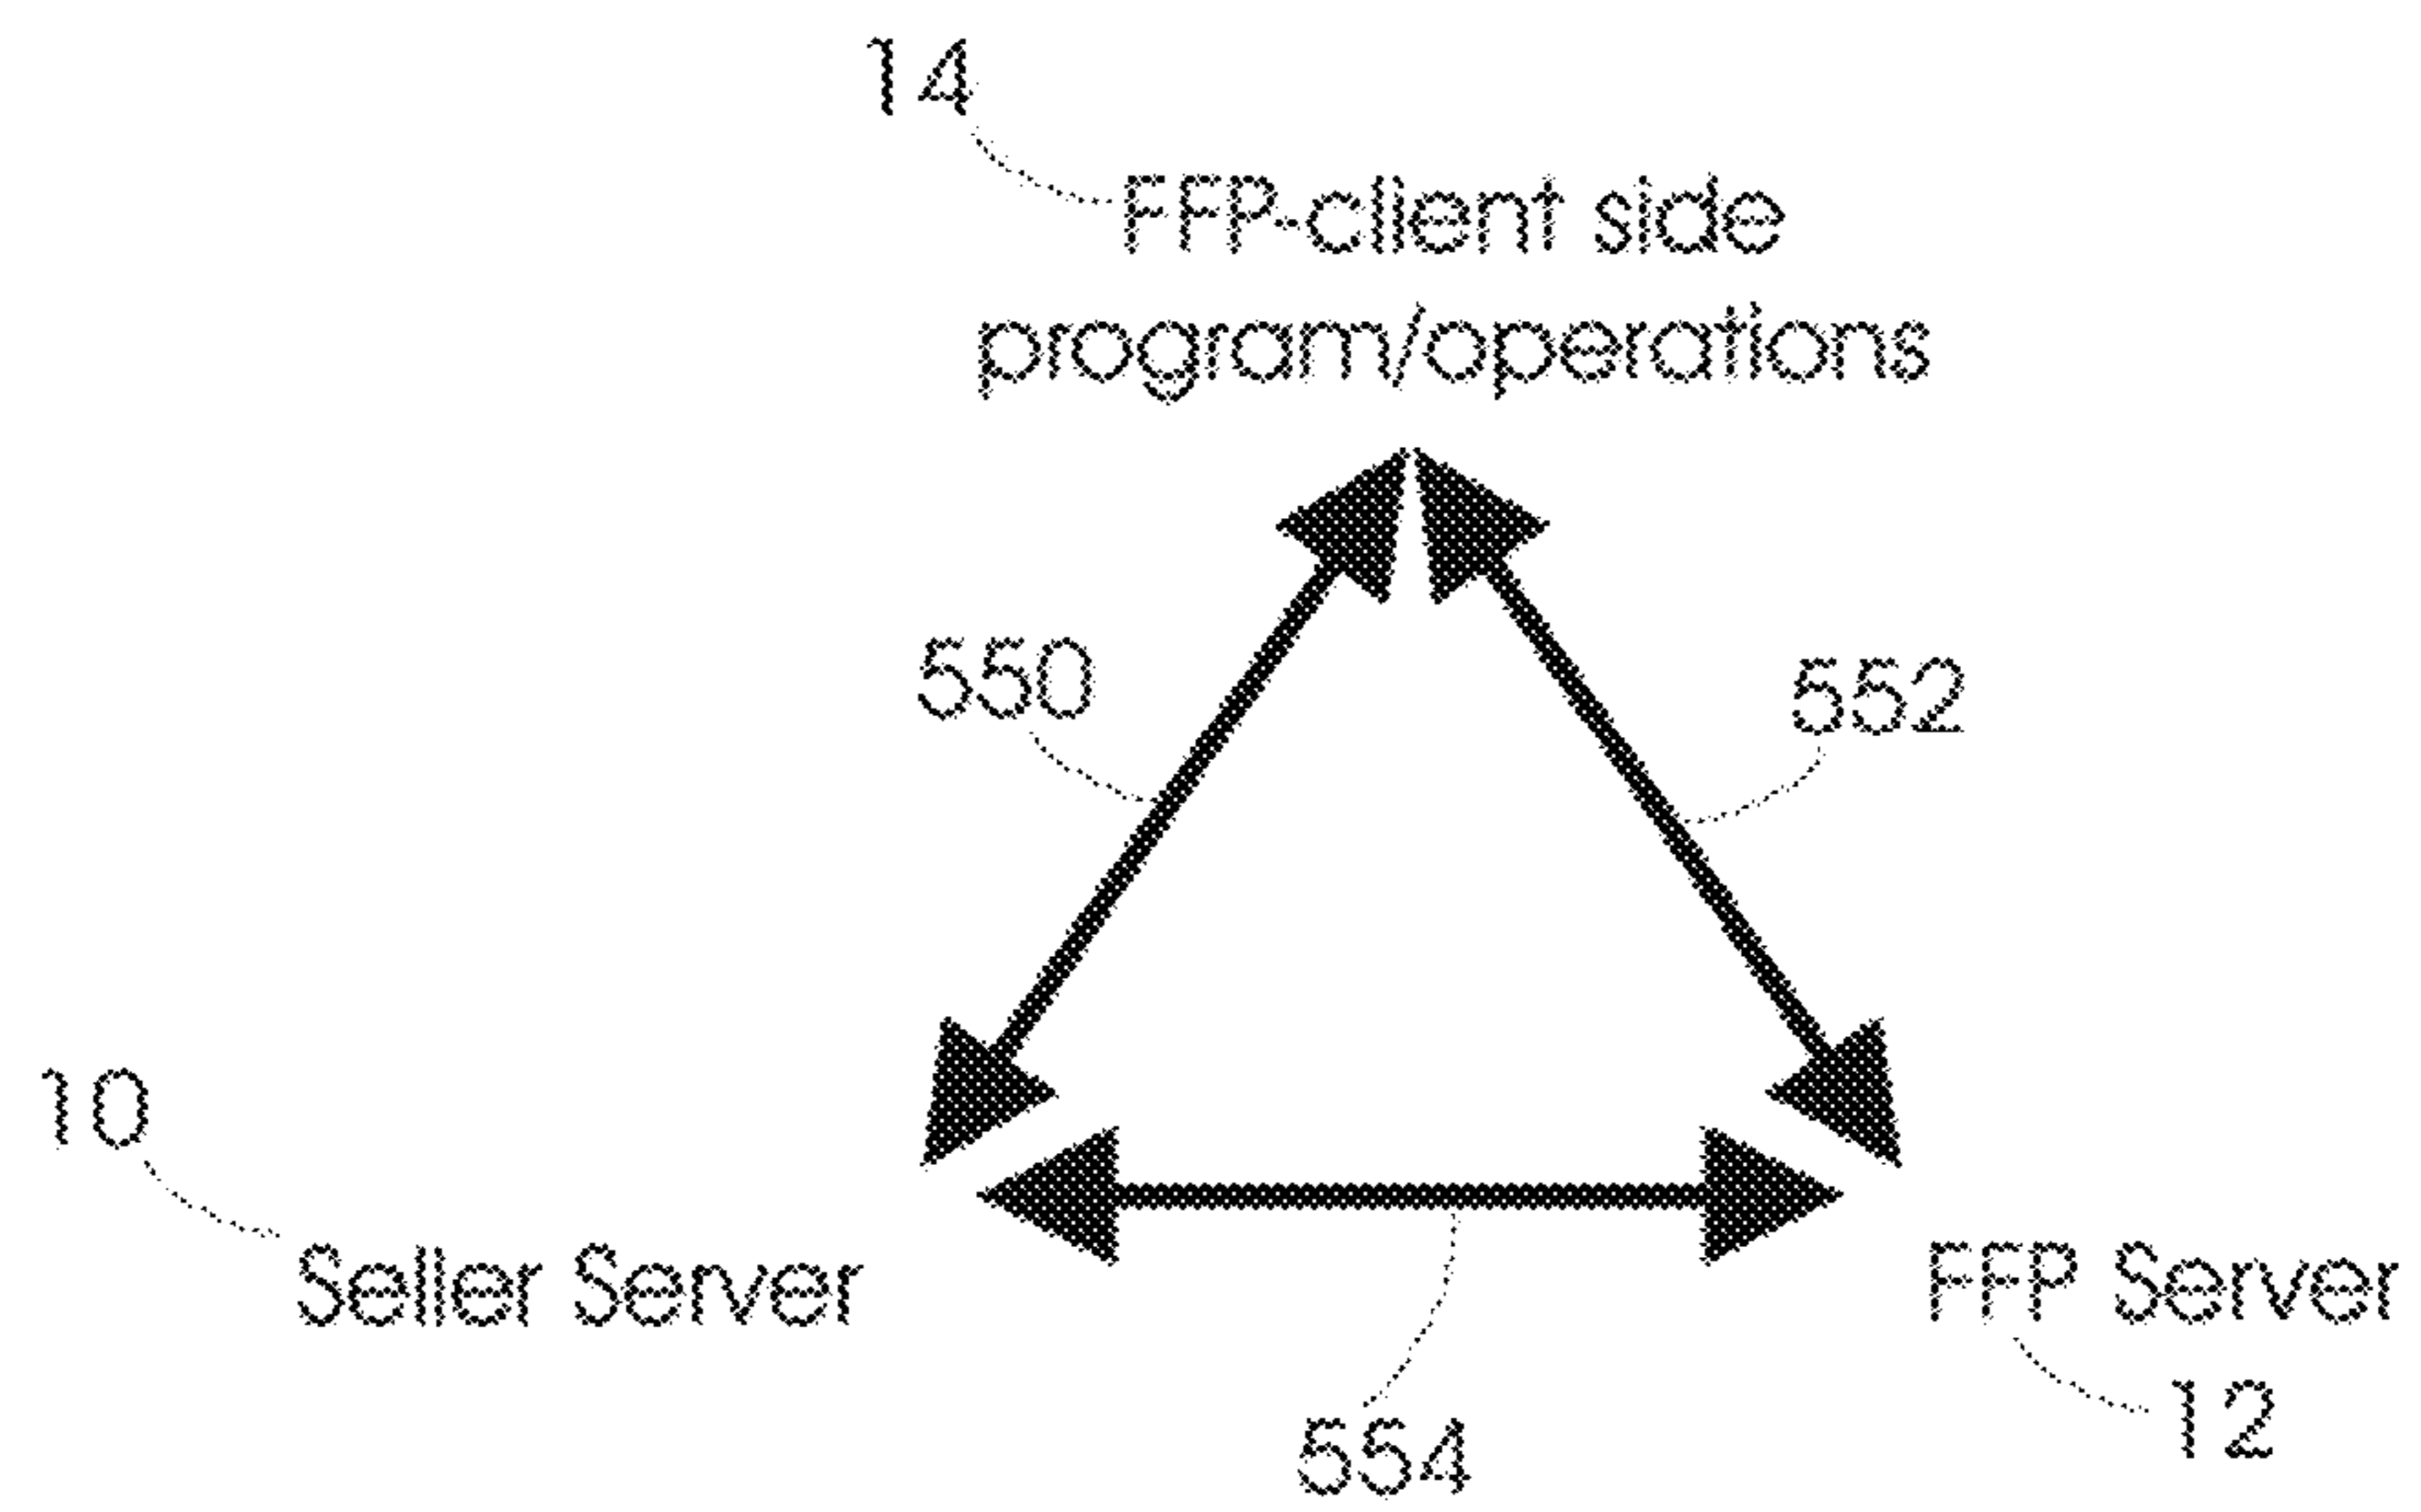 14
FFP-client side
program/operations
550
552
10
Seller Server
FFP Server
12
554